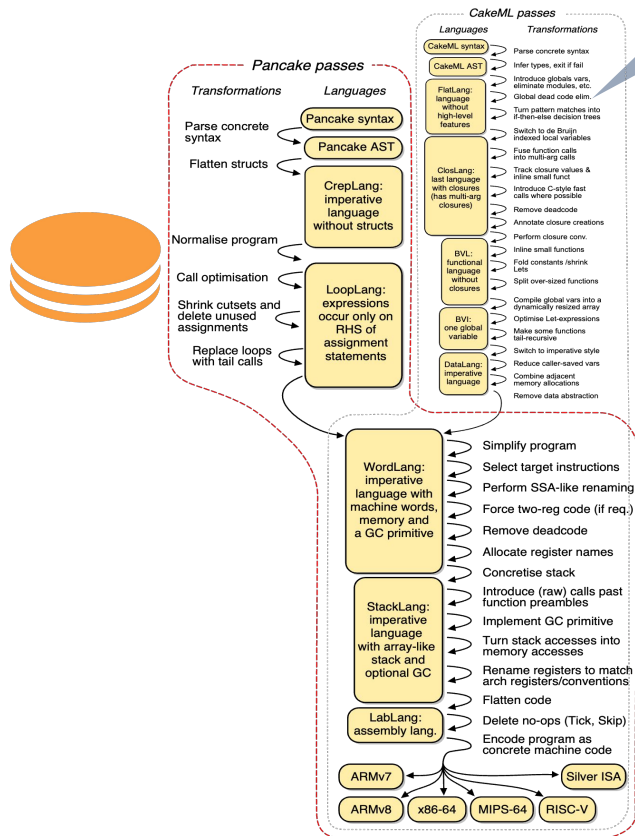 CakeML passes
Languages
Transformations
CakeML syntax
Parse concrete syntax
CakeML AST
Infer types, exit if fail
Introduce globals vars,
eliminate modules, etc.
FlatLang:
language
without
high-level
features
Global dead code elim.
Turn pattern matches into
if-then-else decision trees
Switch to de Bruijn
indexed local variables
ClosLang:
last language
with closures
(has multi-arg
closures)
Fuse function calls
into multi-arg calls
Track closure values &
inline small funct
Introduce C-style fast
calls where possible
Remove deadcode
Annotate closure creations
Perform closure conv.
BVL:
functional
language
without
closures
Inline small functions
Fold constants /shrink
Lets
Split over-sized functions
Compile global vars into a
dynamically resized array
BVI:
one global
variable
Optimise Let-expressions
Make some functions
tail-recursive
Switch to imperative style
DataLang:
imperative
language
Reduce caller-saved vars
Combine adjacent
memory allocations
Remove data abstraction
Pancake passes
Transformations
Languages
Pancake syntax
Parse concrete
syntax
Pancake AST
Flatten structs
CrepLang:
imperative
language
without structs
Normalise program
Call optimisation
LoopLang:
expressions
occur only on
RHS of
assignment
statements
Shrink cutsets and
delete unused
assignments
Replace loops
with tail calls
WordLang:
imperative
language with
machine words,
memory and
a GC primitive
Simplify program
Select target instructions
Perform SSA-like renaming
Force two-reg code (if req.)
Remove deadcode
Allocate register names
Concretise stack
StackLang:
imperative
language
with array-like
stack and
optional GC
Introduce (raw) calls past
function preambles
Implement GC primitive
Turn stack accesses into
memory accesses
Rename registers to match
arch registers/conventions
Flatten code
LabLang:
assembly lang.
Delete no-ops (Tick, Skip)
Encode program as
concrete machine code
ARMv7
Silver ISA
ARMv8
x86-64
MIPS-64
RISC-V